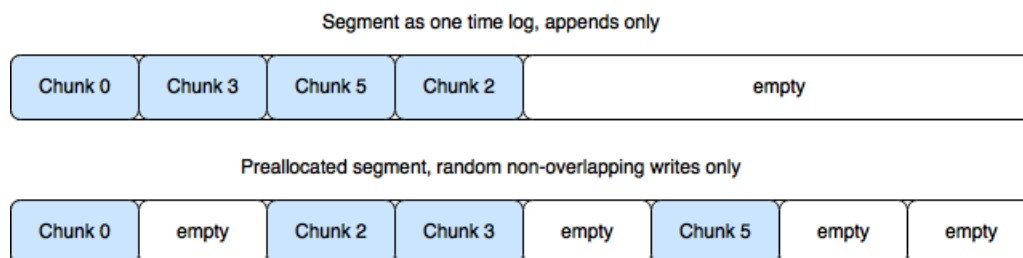 Segment as one time log, appends only
Chunk 0 Chunk 3 Chunk 5 Chunk 2 empty
Preallocated segment, random non-overlapping writes only
Chunk 0 empty Chunk 2 Chunk 3 empty Chunk 5 empty empty